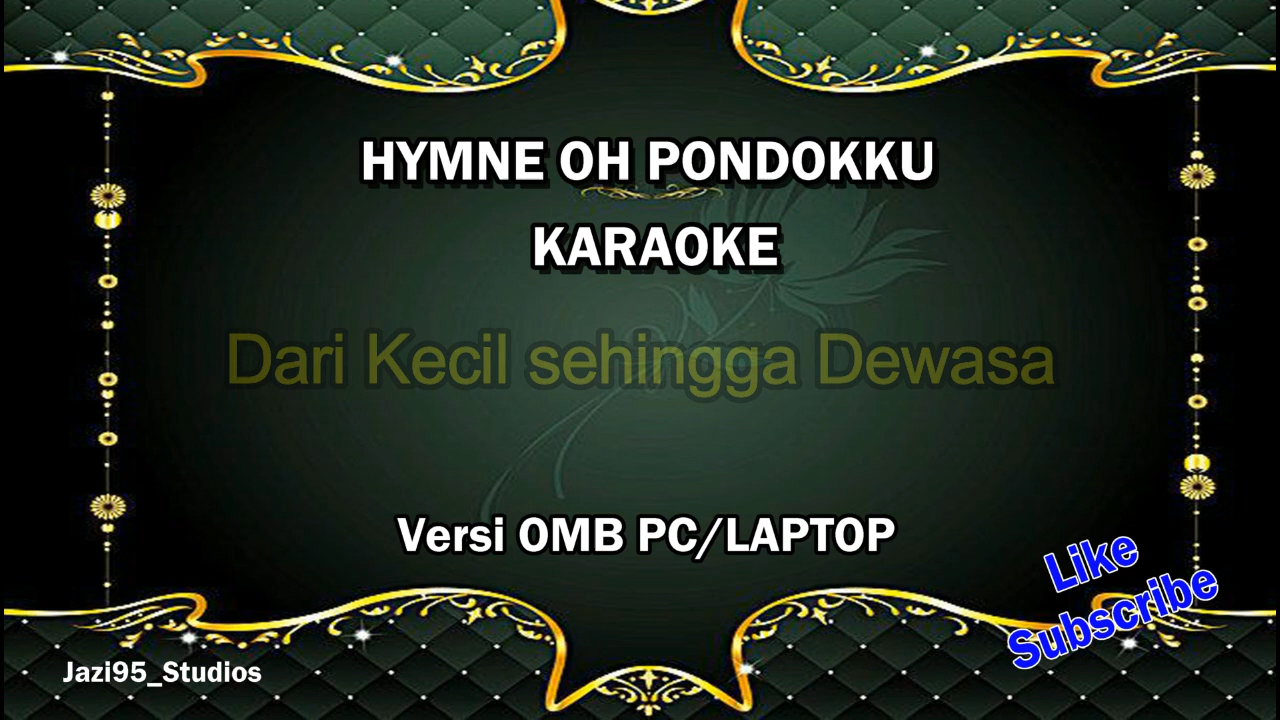 HYMNE OH PONDOKKU
KARAOKE
Dari Kecil sehingga Dewasa
Versi OMB PC/LAPTOP
Like
Subscribe
Jazi95_Studios